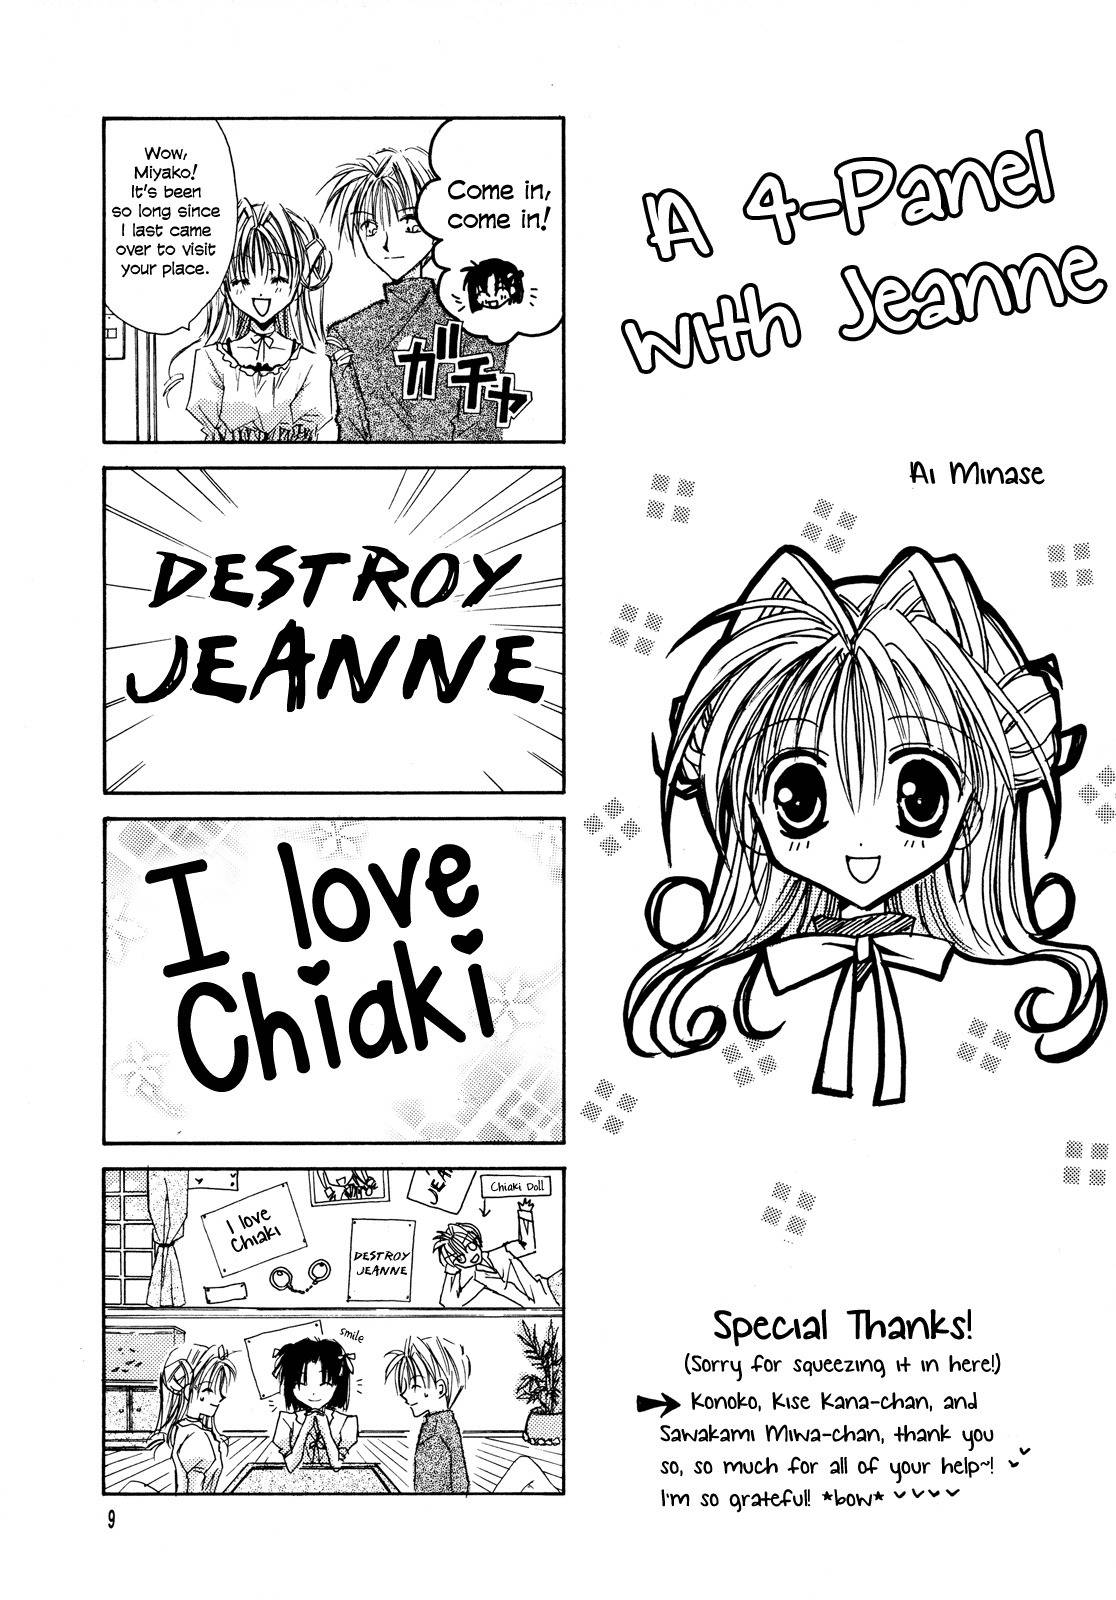 A 4-Panel
with Jeanne
Ai Minase
Come in,
come in!
Wow,
Miyako!
It's been
so long since
I last came
over to visit
your place.
ガチャ
DESTROY
JEANNE
I love
Chiaki
JEANNE
Chiaki Doll
I love
Chiaki
DESTROY
JEANNE
smile
Special Thanks!
(Sorry for squeezing it in here!)
Konoko, Kise Kana-chan, and
Sawakami Miwa-chan, thank you
so, so much for all of your help~!
I'm so grateful! *bow*
9